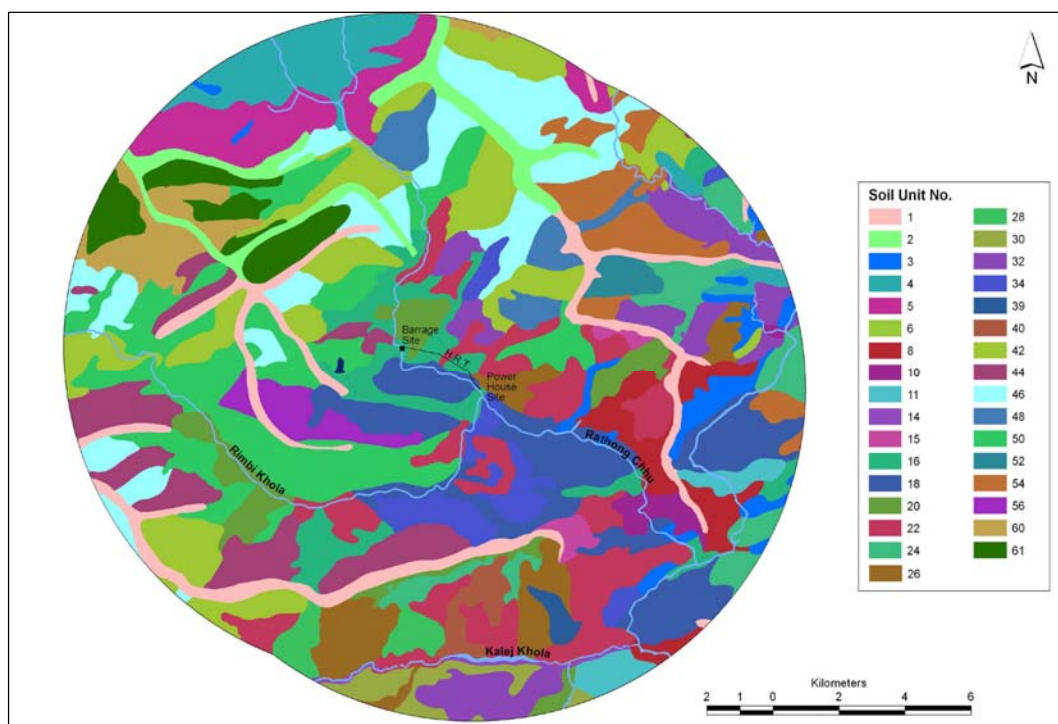 N
Barrage
Site
H.R.T.
Power
House
Site
Rathong Chhu
Rimbi Khola
Kalej Khola
Soil Unit No.
1
2
3
4
5
6
8
10
11
14
15
16
18
20
22
24
26
28
30
32
34
39
40
42
44
46
48
50
52
54
56
60
61
Kilometers
2 1 0 2 4 6